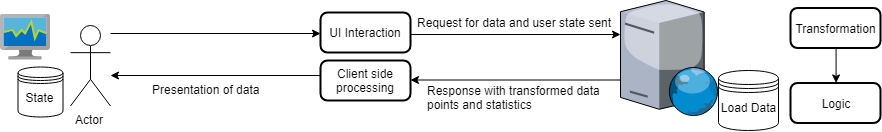 UI Interaction
Request for data and user state sent
Transformation
State
Actor
Presentation of data
Client side
processing
Response with transformed data
points and statistics
Load Data
Logic